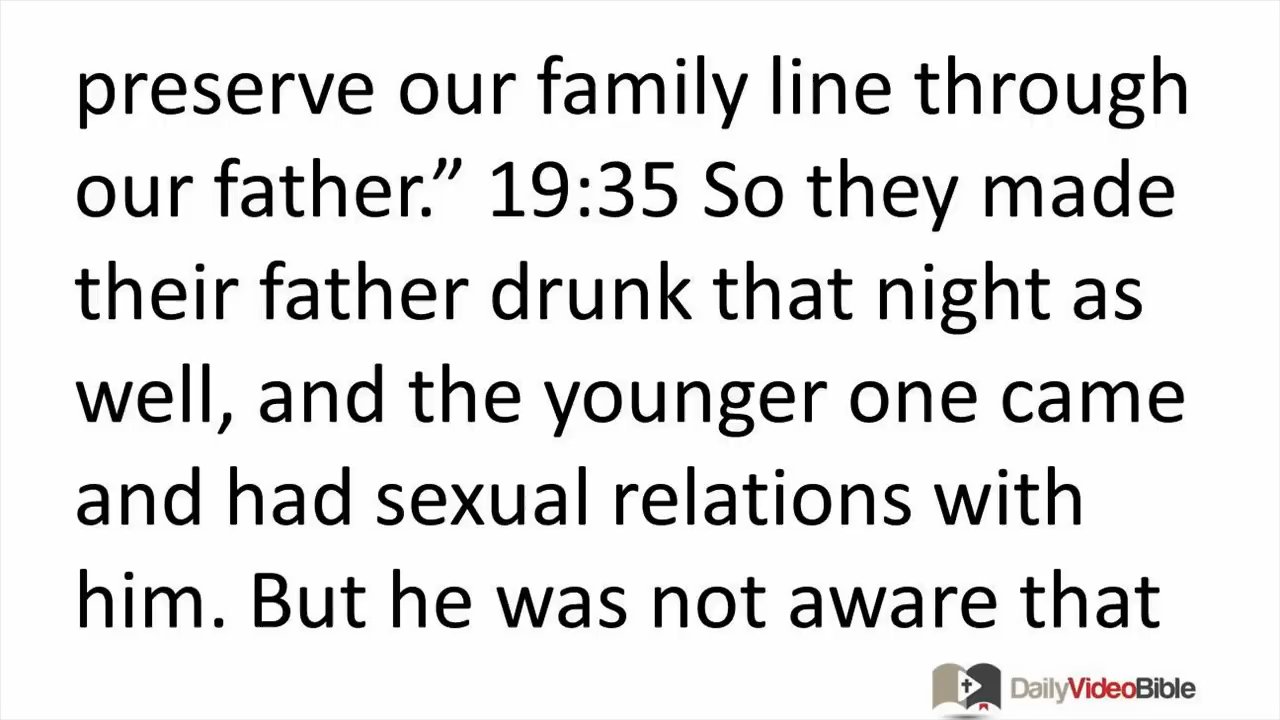 preserve our family line through
our father.” 19:35 So they made
their father drunk that night as
well, and the younger one came
and had sexual relations with
him. But he was not aware that
DailyVideoBible